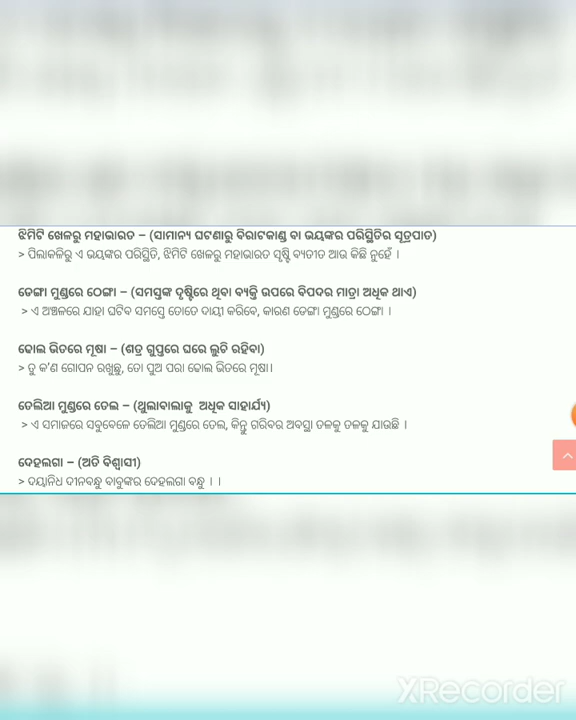 ଝିମିଟି ଖେଳରୁ ମହାଭାରତ – (ସାମାନ୍ୟ ଘଟଣାରୁ ବିରାଟକାଣ୍ଡ ବା ଭୟଙ୍କର ପରିସ୍ଥିତିର ସୂତ୍ରପାତ)
> ପିଲାକଳିରୁ ଏ ଭୟଙ୍କର ପରିସ୍ଥିତି, ଝିମିଟି ଖେଳରୁ ମହାଭାରତ ସୃଷ୍ଟି ବ୍ୟତୀତ ଆଉ କିଛି ନୁହେଁ ।
ଡେଙ୍ଗା ମୁଣ୍ଡରେ ଠେଙ୍ଗା – (ସମସ୍ତଙ୍କ ଦୃଷ୍ଟିରେ ଥିବା ବ୍ୟକ୍ତି ଉପରେ ବିପଦର ମାତ୍ରା ଅଧିକ ଥାଏ)
> ଏ ଅଞ୍ଚଳରେ ଯାହା ଘଟିବ ସମସ୍ତେ ତୋତେ ଦାୟୀ କରିବେ, କାରଣ ଡେଙ୍ଗା ମୁଣ୍ଡରେ ଠେଙ୍ଗା ।
ଢୋଲ ଭିତରେ ମୂଷା – (ଶତ୍ରୁ ଗୁପ୍ତରେ ଘରେ ଲୁଚି ରହିବା)
> ତୁ କ'ଣ ଗୋପନ ରଖୁଛୁ, ତୋ ପୁଅ ପରା ଢୋଲ ଭିତରେ ମୂଷା।
ତେଲିଆ ମୁଣ୍ଡରେ ତେଲ – (ଥିଲାବାଲାକୁ ଅଧିକ ସାହାର୍ଯ୍ୟ)
> ଏ ସମାଜରେ ସବୁବେଳେ ତେଲିଆ ମୁଣ୍ଡରେ ତେଲ, କିନ୍ତୁ ଗରିବର ଅବସ୍ଥା ତଳକୁ ତଳକୁ ଯାଉଛି ।
ଦେହଲଗା – (ଅତି ବିଶ୍ୱାସୀ)
> ଦୟାନିଧି ଦୀନବନ୍ଧୁ ବାବୁଙ୍କର ଦେହଲଗା ବନ୍ଧୁ । ।
XRecorder